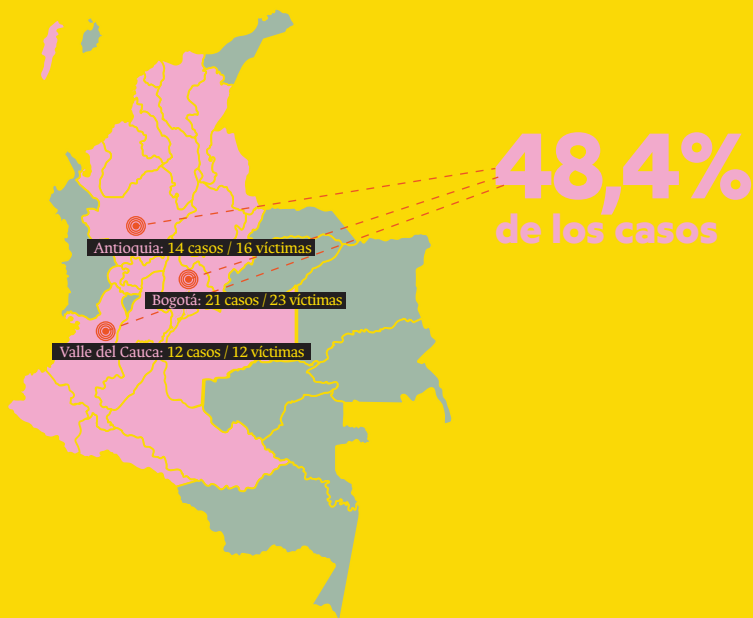 48,4%
de los casos
Antioquia: 14 casos / 16 víctimas
Bogotá: 21 casos / 23 víctimas
Valle del Cauca: 12 casos / 12 víctimas